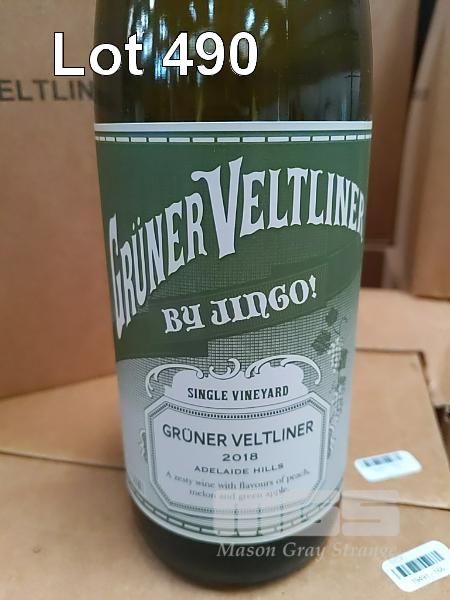 Lot 490
ELTLIN
GRÜNER VELTLINER
BY JINGO!
SINGLE VINEYARD
GRÜNER VELTLINER
2018
ADELAIDE HILLS
A zesty wine with flavours of peach,
melon and green apple.
MGS
Mason Gray Strange